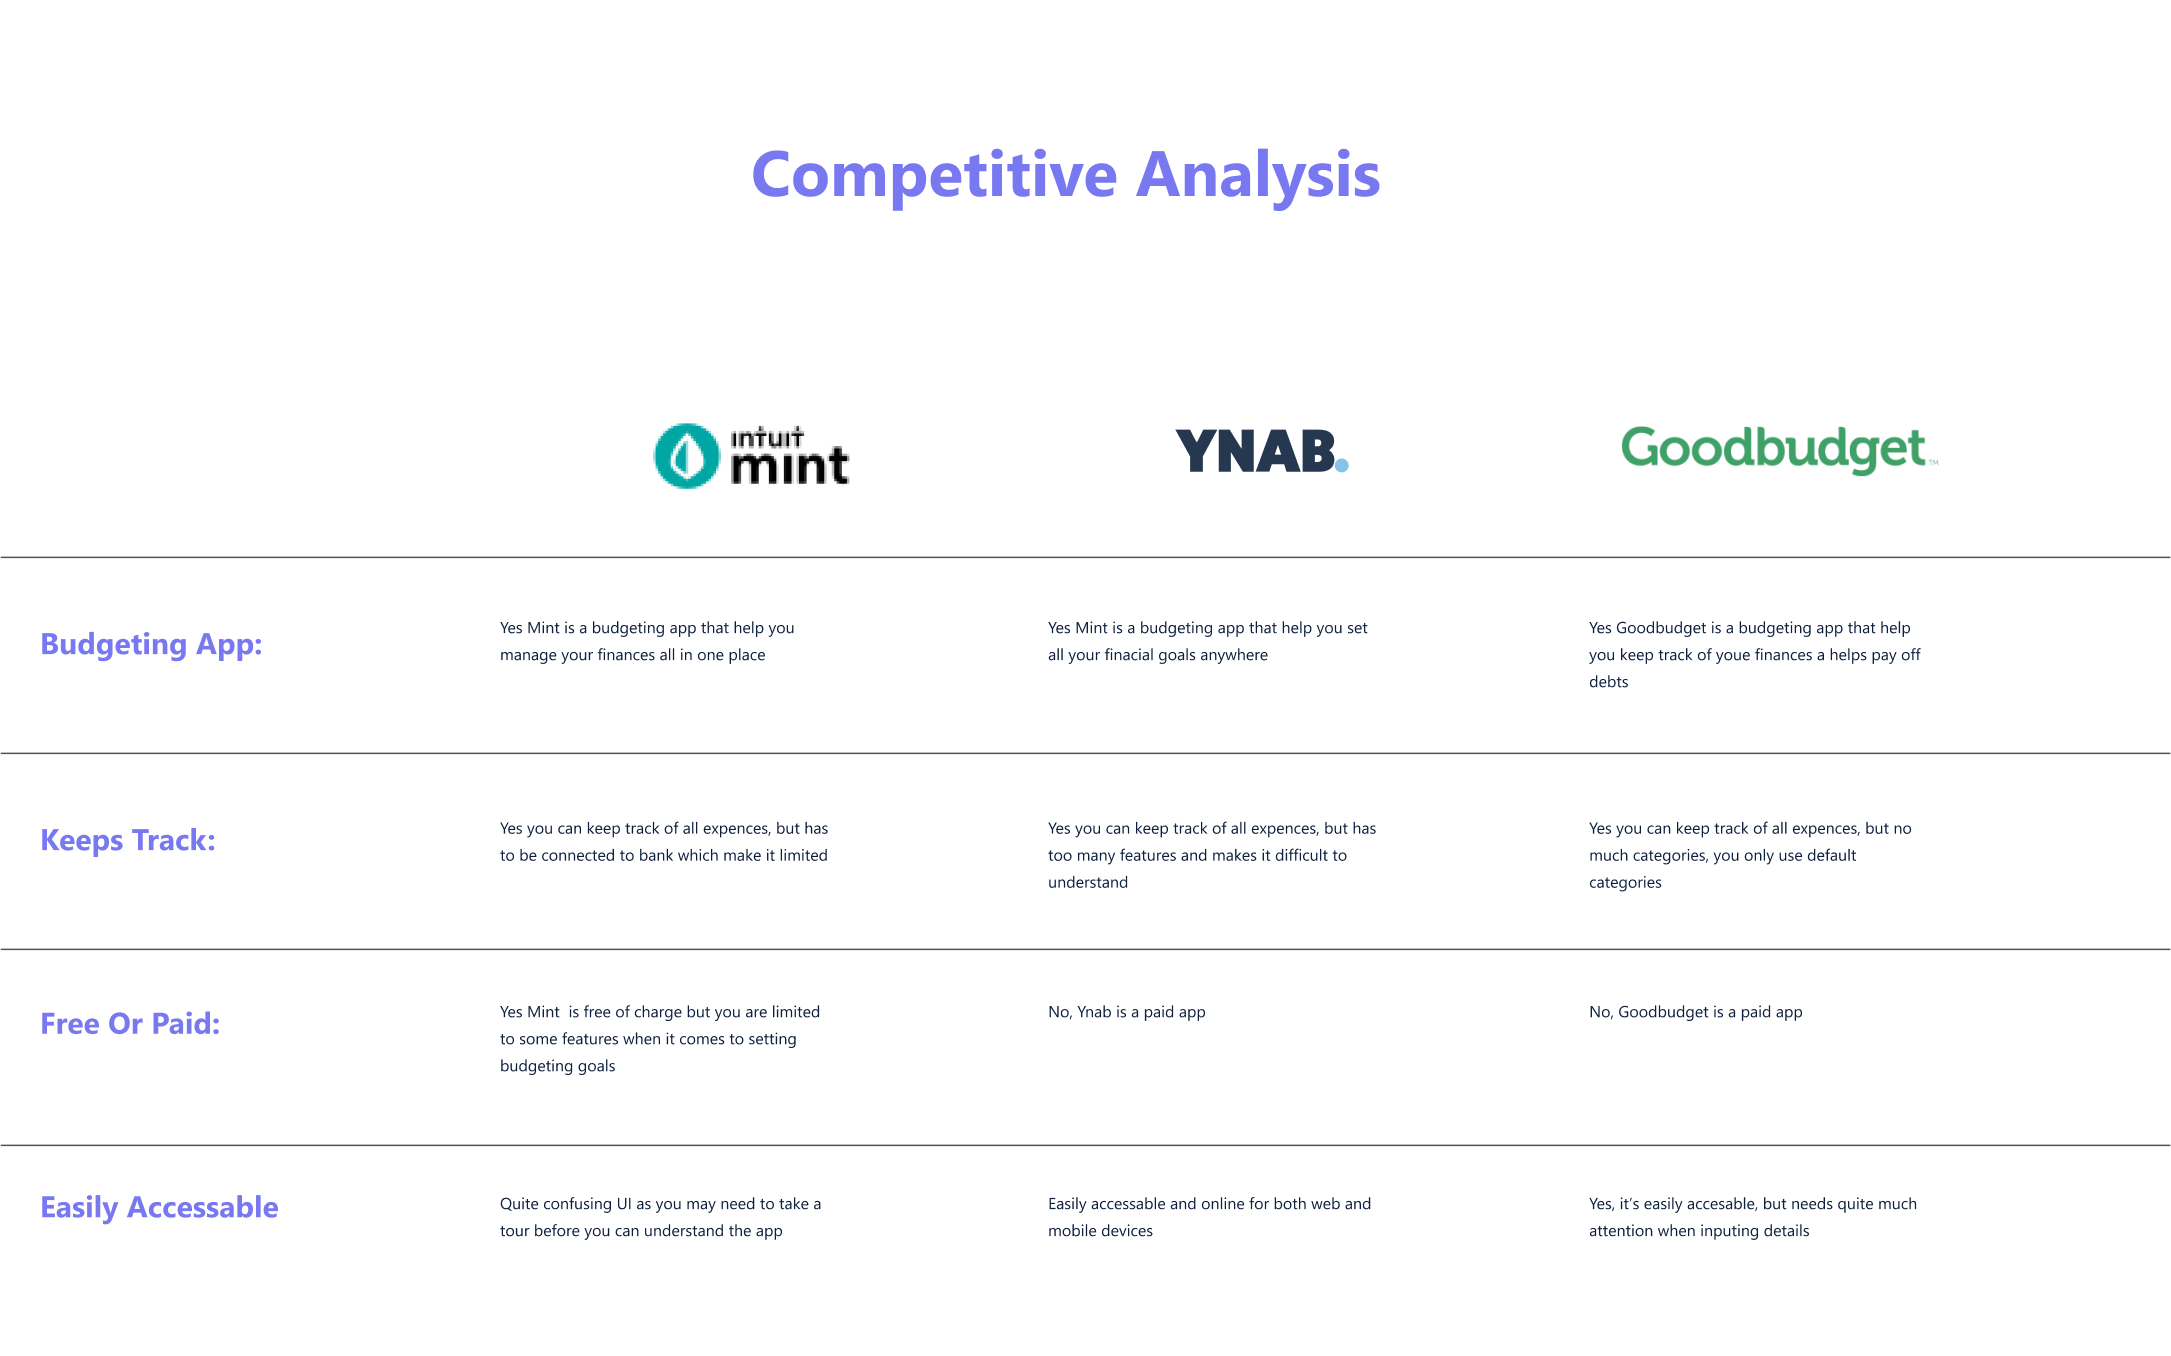 Competitive Analysis
intuit
mint
YNAB.
Goodbudget™
Budgeting App:
Yes Mint is a budgeting app that help you
manage your finances all in one place
Yes Mint is a budgeting app that help you set
all your finacial goals anywhere
Yes Goodbudget is a budgeting app that help
you keep track of youe finances a helps pay off
debts
Keeps Track:
Yes you can keep track of all expences, but has
to be connected to bank which make it limited
Yes you can keep track of all expences, but has
too many features and makes it difficult to
understand
Yes you can keep track of all expences, but no
much categories, you only use default
categories
Free Or Paid:
Yes Mint  is free of charge but you are limited
to some features when it comes to setting
budgeting goals
No, Ynab is a paid app
No, Goodbudget is a paid app
Easily Accessable
Quite confusing UI as you may need to take a
tour before you can understand the app
Easily accessable and online for both web and
mobile devices
Yes, it’s easily accesable, but needs quite much
attention when inputing details